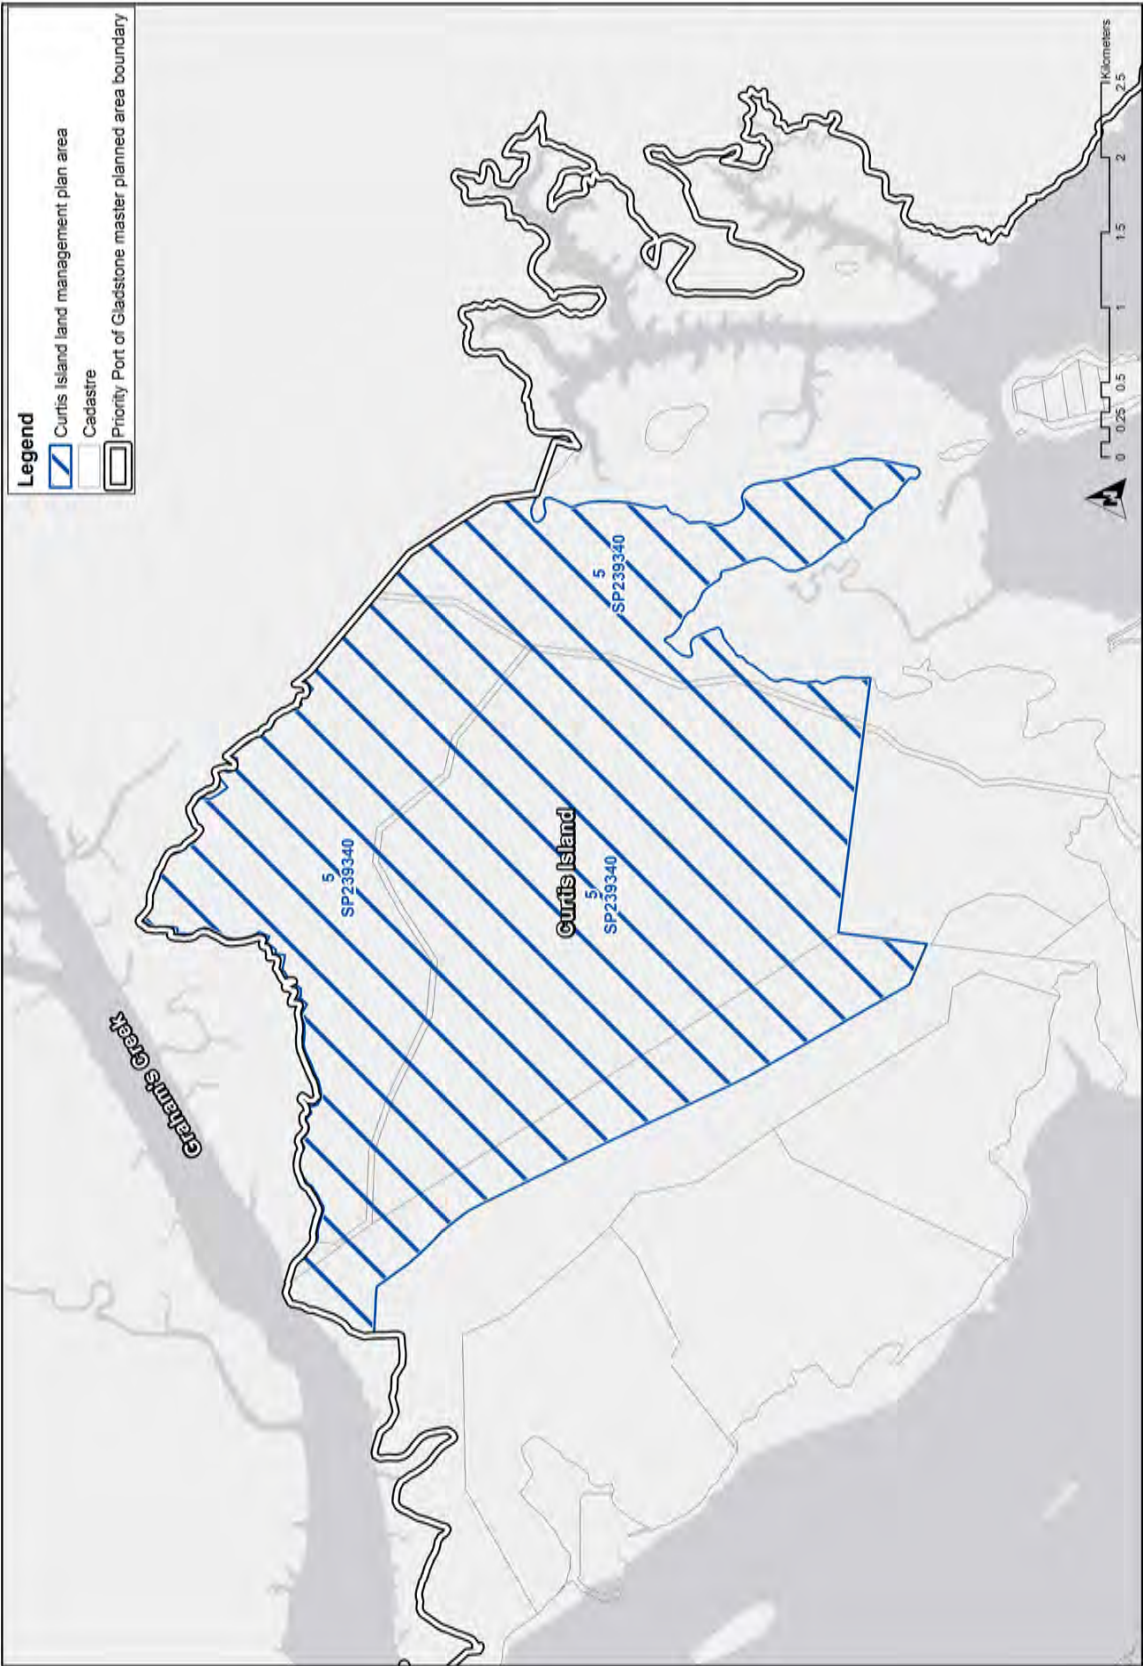 Legend
Curtis Island land management plan area
Cadastre
Priority Port of Gladstone master planned area boundary
Graham's Creek
5
SP239340
Curtis Island
5
SP239340
5
SP239340
N
Kilometers
0 0.25 0.5 1 1.5 2 2.5